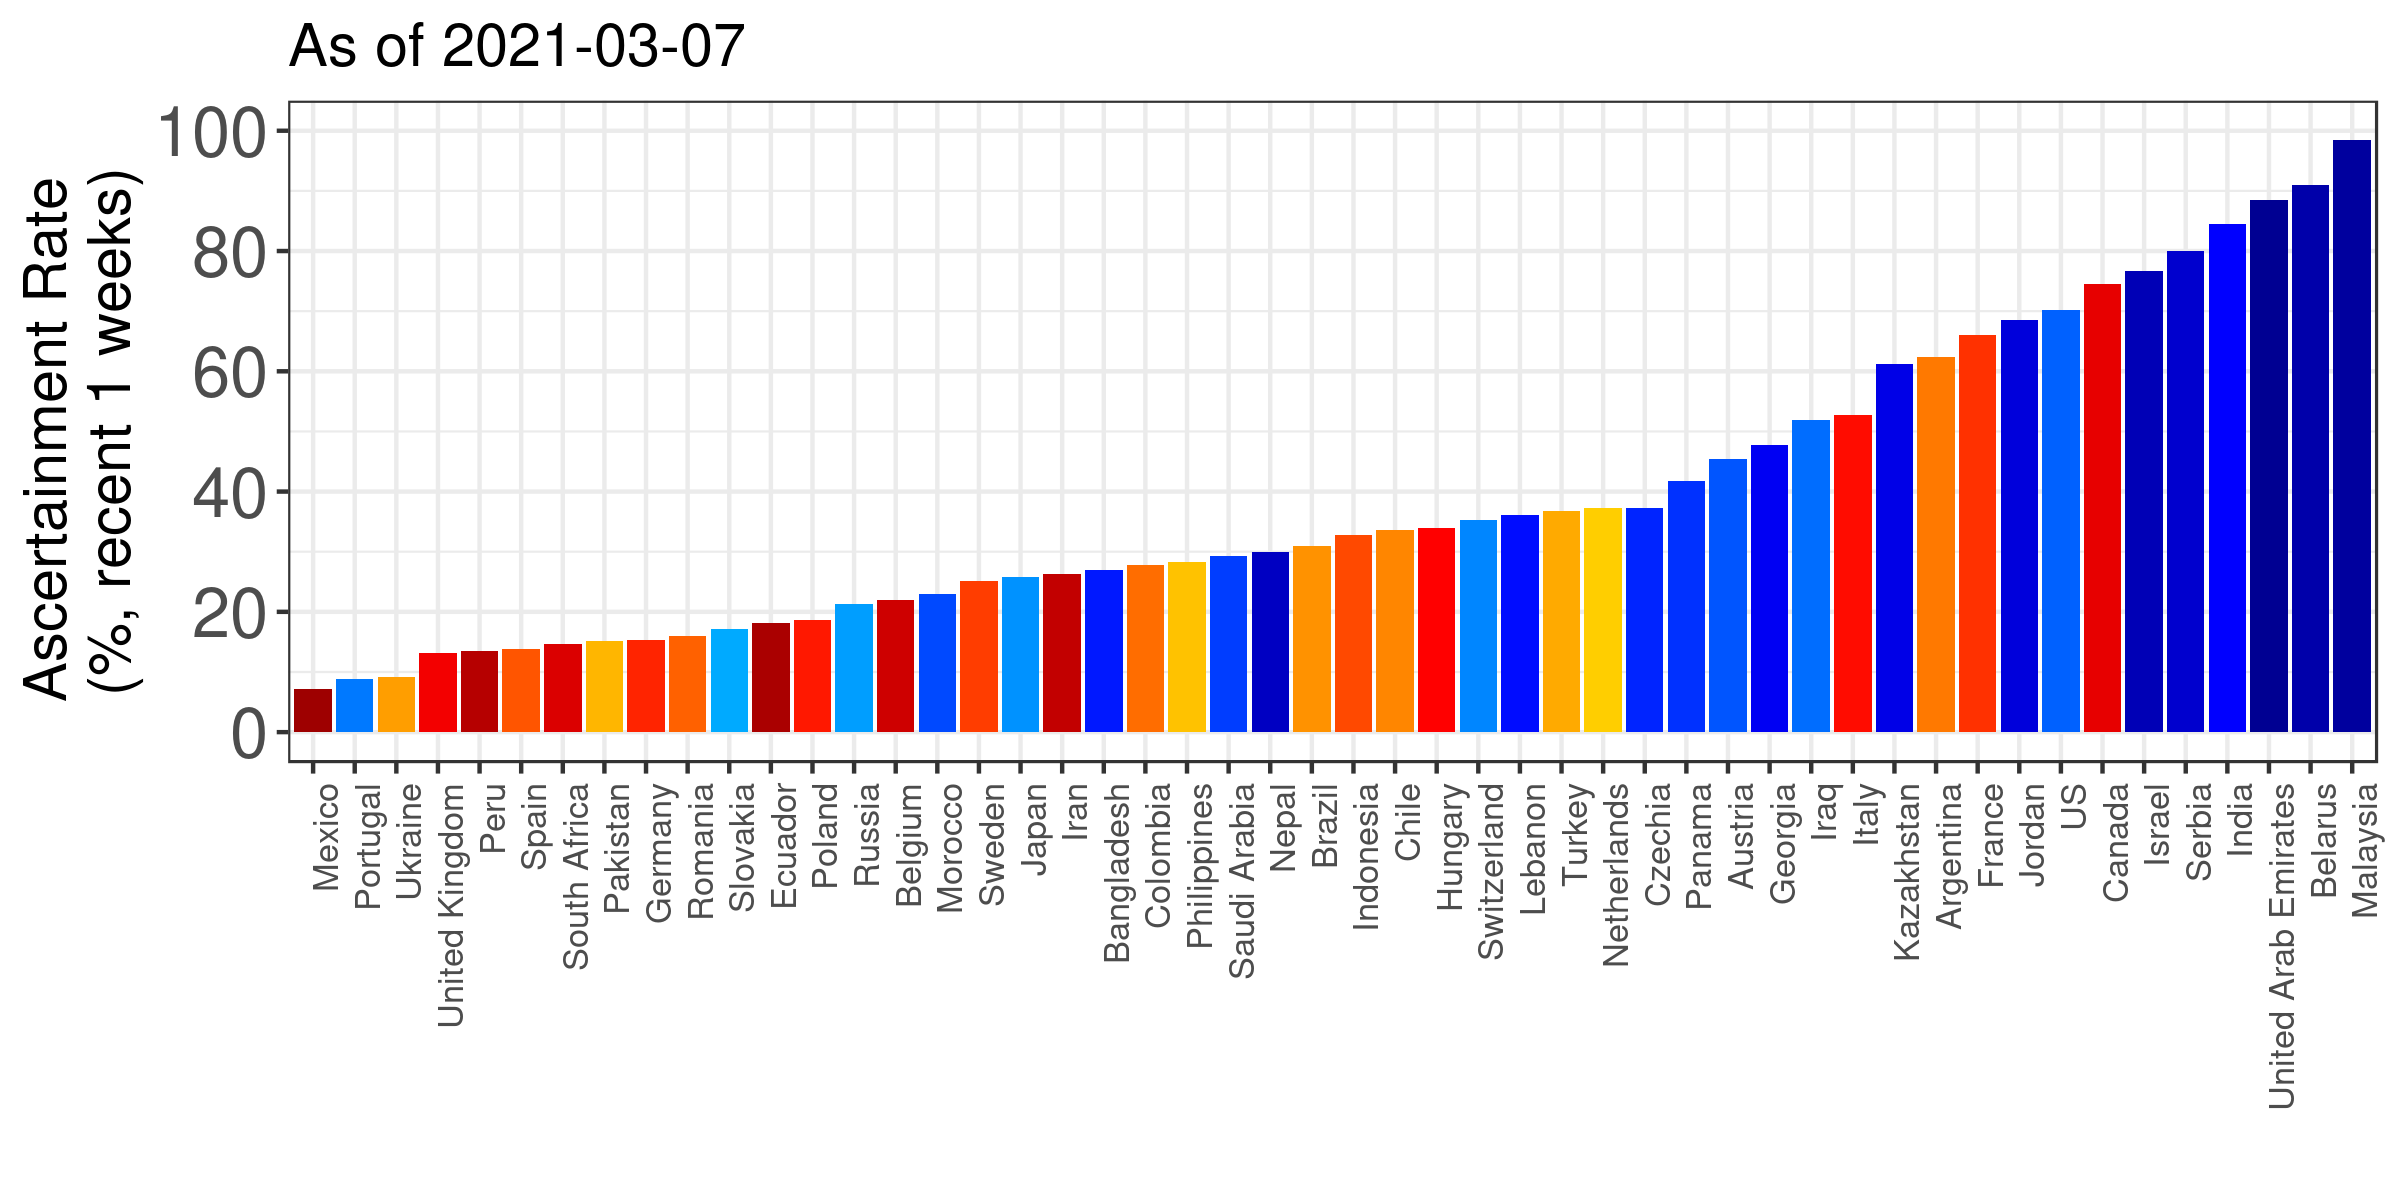 As of 2021-03-07
Ascertainment Rate
(%, recent 1 weeks)
100
80
60
40
20
0
Mexico
Portugal
Ukraine
United Kingdom
Peru
Spain
South Africa
Pakistan
Germany
Romania
Slovakia
Ecuador
Poland
Russia
Belgium
Morocco
Sweden
Japan
Iran
Bangladesh
Colombia
Philippines
Saudi Arabia
Nepal
Brazil
Indonesia
Chile
Hungary
Switzerland
Lebanon
Turkey
Netherlands
Czechia
Panama
Austria
Georgia
Iraq
Italy
Kazakhstan
Argentina
France
Jordan
US
Canada
Israel
Serbia
India
United Arab Emirates
Belarus
Malaysia